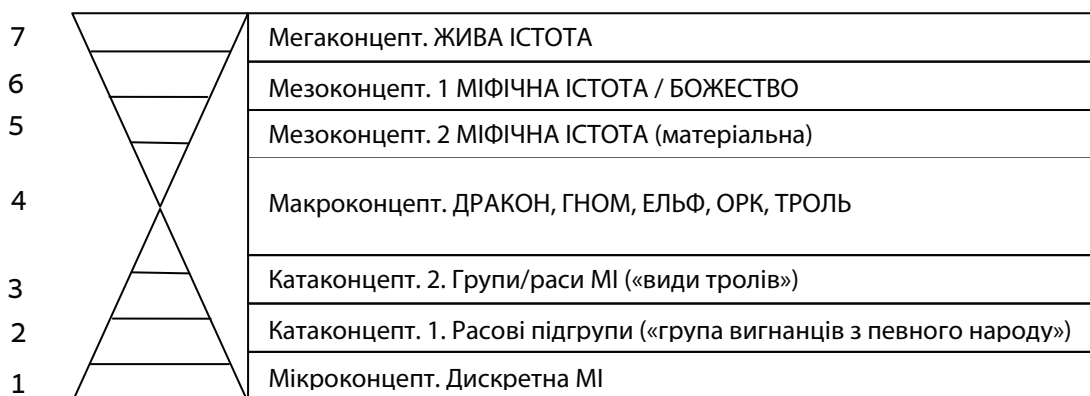 7 Мегаконцепт. ЖИВА ІСТОТА
6 Мезоконцепт. 1 МІФІЧНА ІСТОТА / БОЖЕСТВО
5 Мезоконцепт. 2 МІФІЧНА ІСТОТА (матеріальна)
4 Макроконцепт. ДРАКОН, ГНОМ, ЕЛЬФ, ОРК, ТРОЛЬ
3 Катаконцепт. 2. Групи/раси МІ («види тролів»)
2 Катаконцепт. 1. Расові підгрупи («група вигнанців з певного народу»)
1 Мікроконцепт. Дискретна МІ